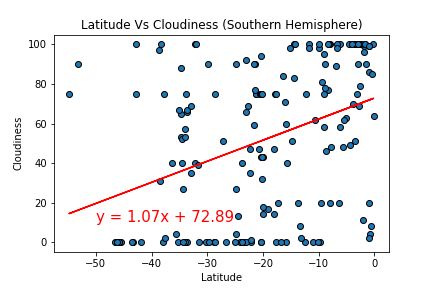 Latitude Vs Cloudiness (Southern Hemisphere)
100
80
60
40
20
0
Cloudiness
y = 1.07x + 72.89
−50 −40 −30 −20 −10 0
Latitude